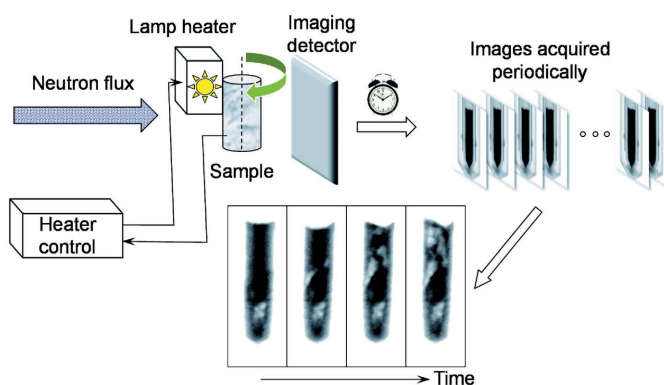 Lamp heater
Imaging
detector
Images acquired
periodically
Neutron flux
Sample
Heater
control
Time